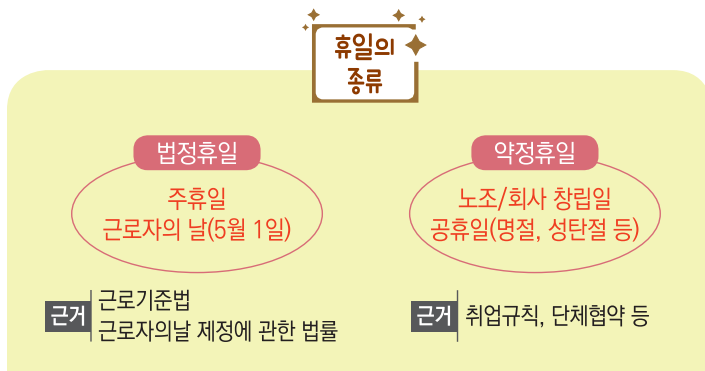 휴일의
종류
법정휴일
주휴일
근로자의 날(5월 1일)
근거
근로기준법
근로자의날 제정에 관한 법률
약정휴일
노조/회사 창립일
공휴일(명절, 성탄절 등)
근거
취업규칙, 단체협약 등